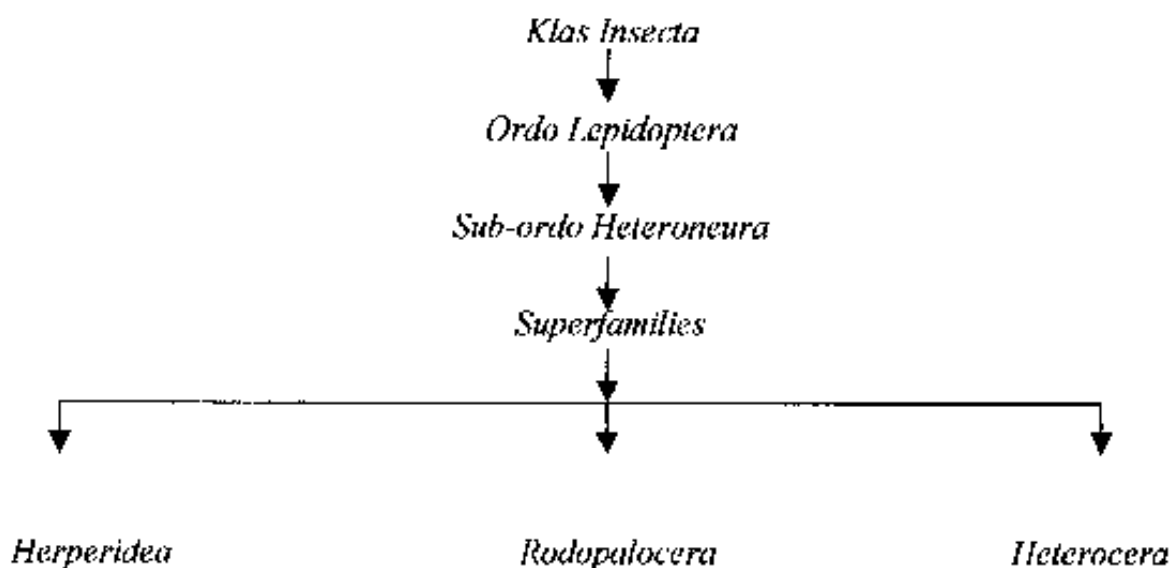 Klas Insecta
Ordo Lepidoptera
Sub-ordo Heteroneura
Superfamilies
Herperidea Rodopalocera Heterocera